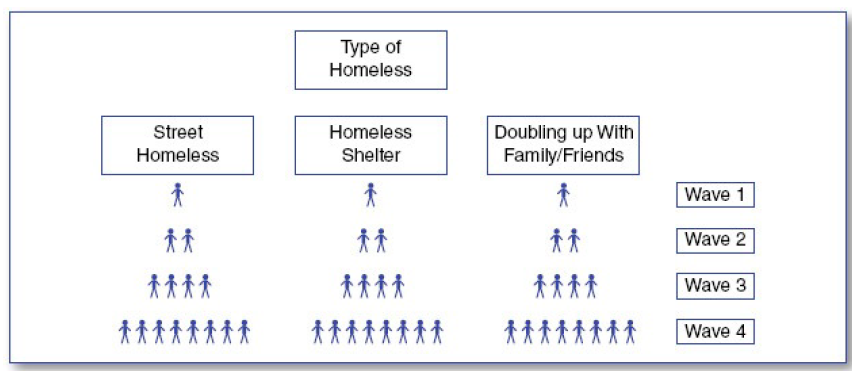 Type of
Homeless
Street
Homeless
Homeless
Shelter
Doubling up With
Family/Friends
Wave 1
Wave 2
Wave 3
Wave 4